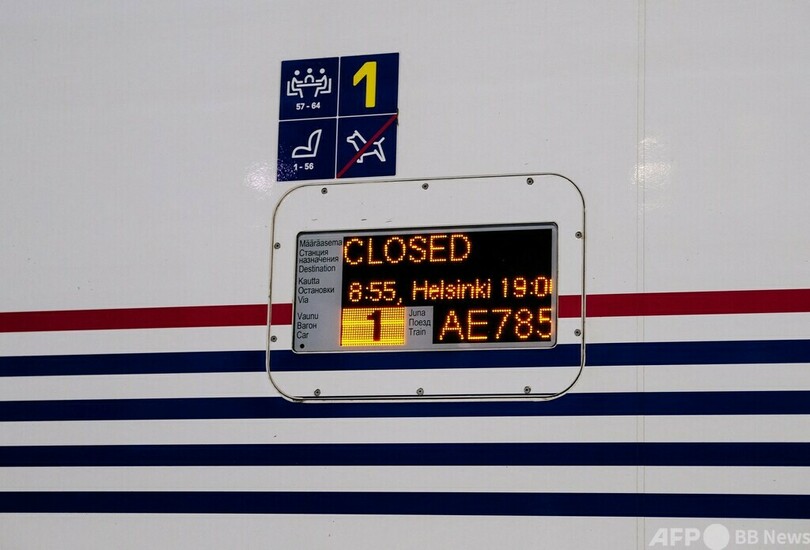 57 - 64
1
1 - 56
Määräasema
Станция
назначения
Destination
CLOSED
Kautta
Остановки
Via
8:55, Helsinki 19:0
Vaunu
Вагон
Car
1
Juna
Поезд
Train
AE785
AFP BB News